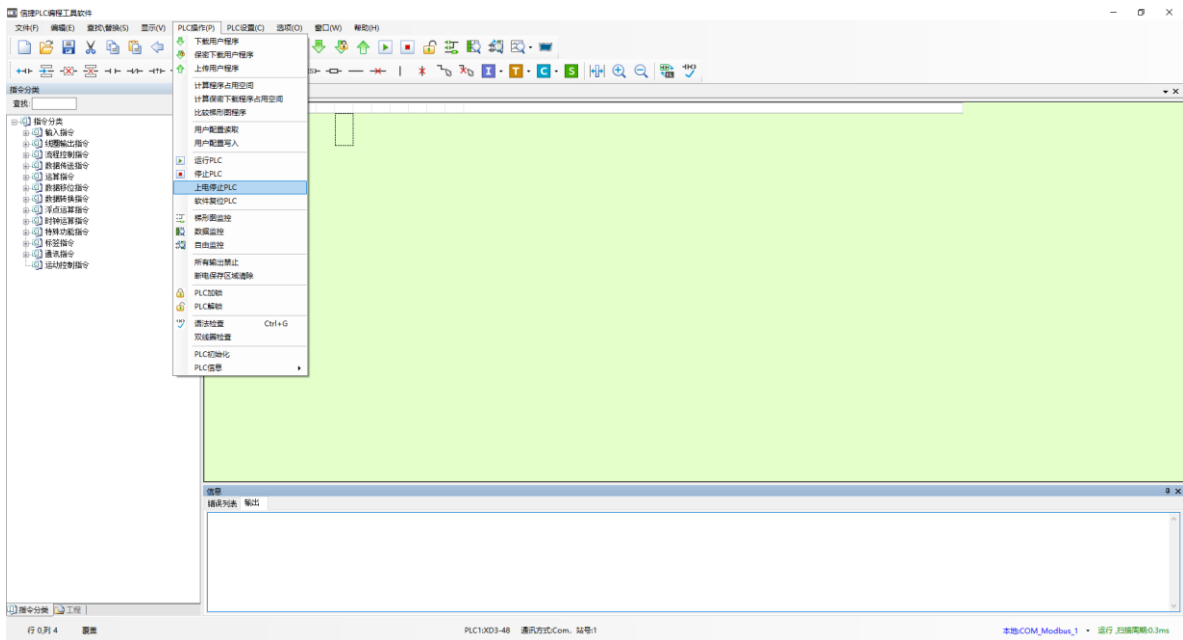 信捷PLC编程工具软件
文件(F) 编辑(E) 查找\替换(S) 显示(V) PLC操作(P) PLC设置(C) 选项(O) 窗口(W) 帮助(H)
下载用户程序
保密下载用户程序
上传用户程序
计算程序占用空间
计算保密下载程序占用空间
比较梯形图程序
用户配置读取
用户配置写入
运行PLC
停止PLC
上电停止PLC
软件复位PLC
梯形图监控
数据监控
自由监控
所有输出禁止
断电保存区域清除
PLC加锁
PLC解锁
语法检查 Ctrl+G
双线圈检查
PLC初始化
PLC信息
I T C S
指令分类
查找:
指令分类
输入指令
线圈输出指令
流程控制指令
数据传送指令
运算指令
数据移位指令
数据转换指令
浮点运算指令
时钟运算指令
特殊功能指令
标签指令
通讯指令
运动控制指令
信息
错误列表 输出
指令分类 工程
行 0,列 4 覆盖 PLC1:XD3-48 通讯方式:Com, 站号:1 本地:COM_Modbus_1 运行 ,扫描周期:0.3ms